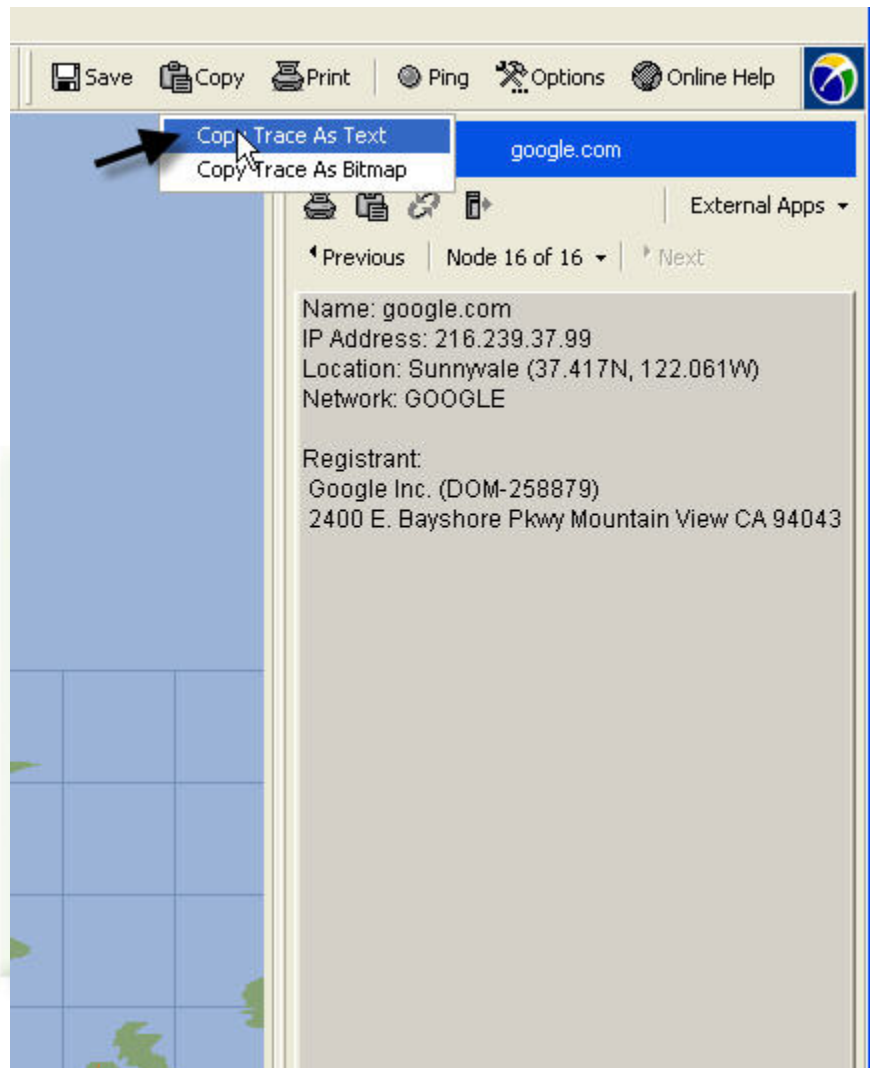 Save Copy Print Ping Options Online Help
Copy Trace As Text
Copy Trace As Bitmap
google.com
External Apps
Previous Node 16 of 16 Next
Name: google.com
IP Address: 216.239.37.99
Location: Sunnyvale (37.417N, 122.061W)
Network: GOOGLE
Registrant:
Google Inc. (DOM-258879)
2400 E. Bayshore Pkwy Mountain View CA 94043